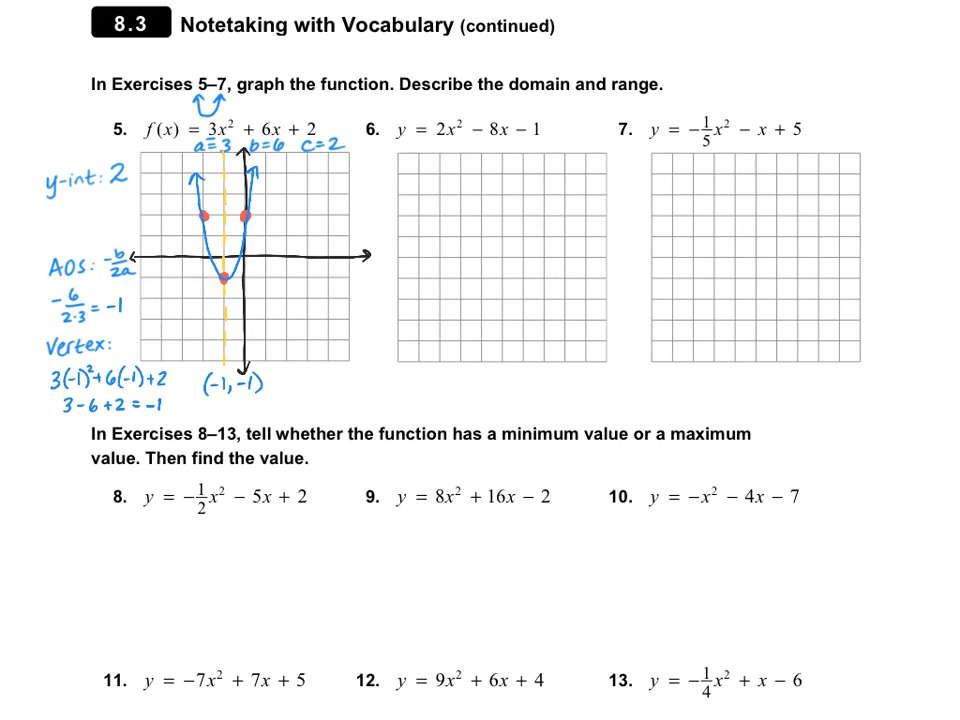 8.3 Notetaking with Vocabulary (continued)
In Exercises 5–7, graph the function. Describe the domain and range.
5. f(x) = 3x² + 6x + 2
6. y = 2x² − 8x − 1
7. y = −1/5x² − x + 5
a=3 b=6 c=2
y-int: 2
AOS: -b/2a
-6/2·3 = -1
Vertex:
3(-1)²+6(-1)+2
3-6+2=-1
(-1,-1)
In Exercises 8–13, tell whether the function has a minimum value or a maximum
value. Then find the value.
8. y = −1/2x² − 5x + 2
9. y = 8x² + 16x − 2
10. y = −x² − 4x − 7
11. y = −7x² + 7x + 5
12. y = 9x² + 6x + 4
13. y = −1/4x² + x − 6